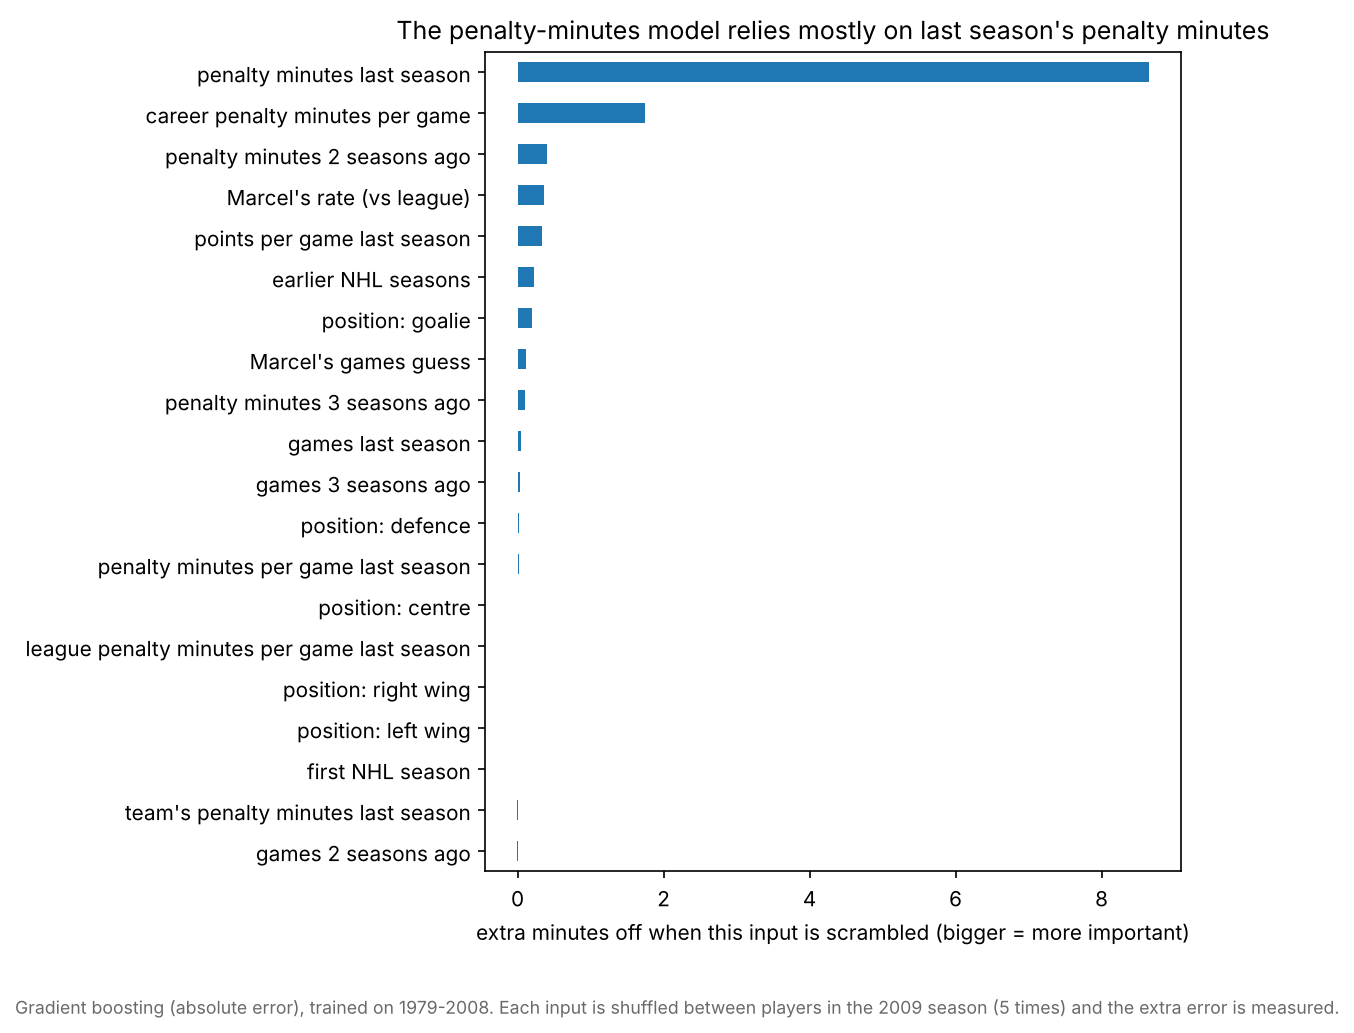 The penalty-minutes model relies mostly on last season's penalty minutes
penalty minutes last season
career penalty minutes per game
penalty minutes 2 seasons ago
Marcel's rate (vs league)
points per game last season
earlier NHL seasons
position: goalie
Marcel's games guess
penalty minutes 3 seasons ago
games last season
games 3 seasons ago
position: defence
penalty minutes per game last season
position: centre
league penalty minutes per game last season
position: right wing
position: left wing
first NHL season
team's penalty minutes last season
games 2 seasons ago
0 2 4 6 8
extra minutes off when this input is scrambled (bigger = more important)
Gradient boosting (absolute error), trained on 1979-2008. Each input is shuffled between players in the 2009 season (5 times) and the extra error is measured.